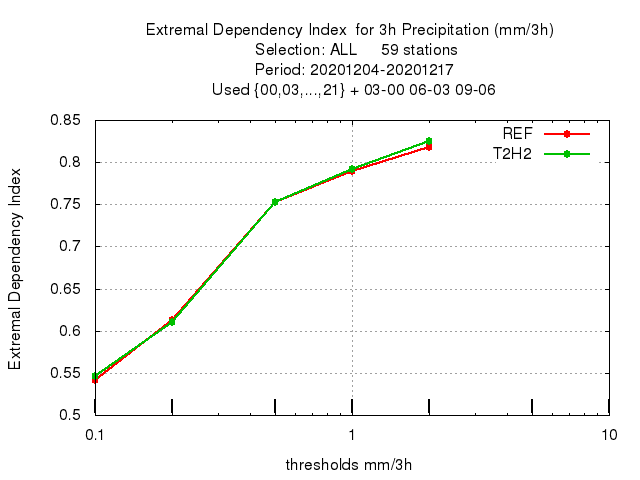 Extremal Dependency Index  for 3h Precipitation (mm/3h)
Selection: ALL     59 stations
Period: 20201204-20201217
Used {00,03,...,21} + 03-00 06-03 09-06
0.85
0.8
0.75
0.7
0.65
0.6
0.55
0.5
Extremal Dependency Index
REF
T2H2
0.1
1
10
thresholds mm/3h